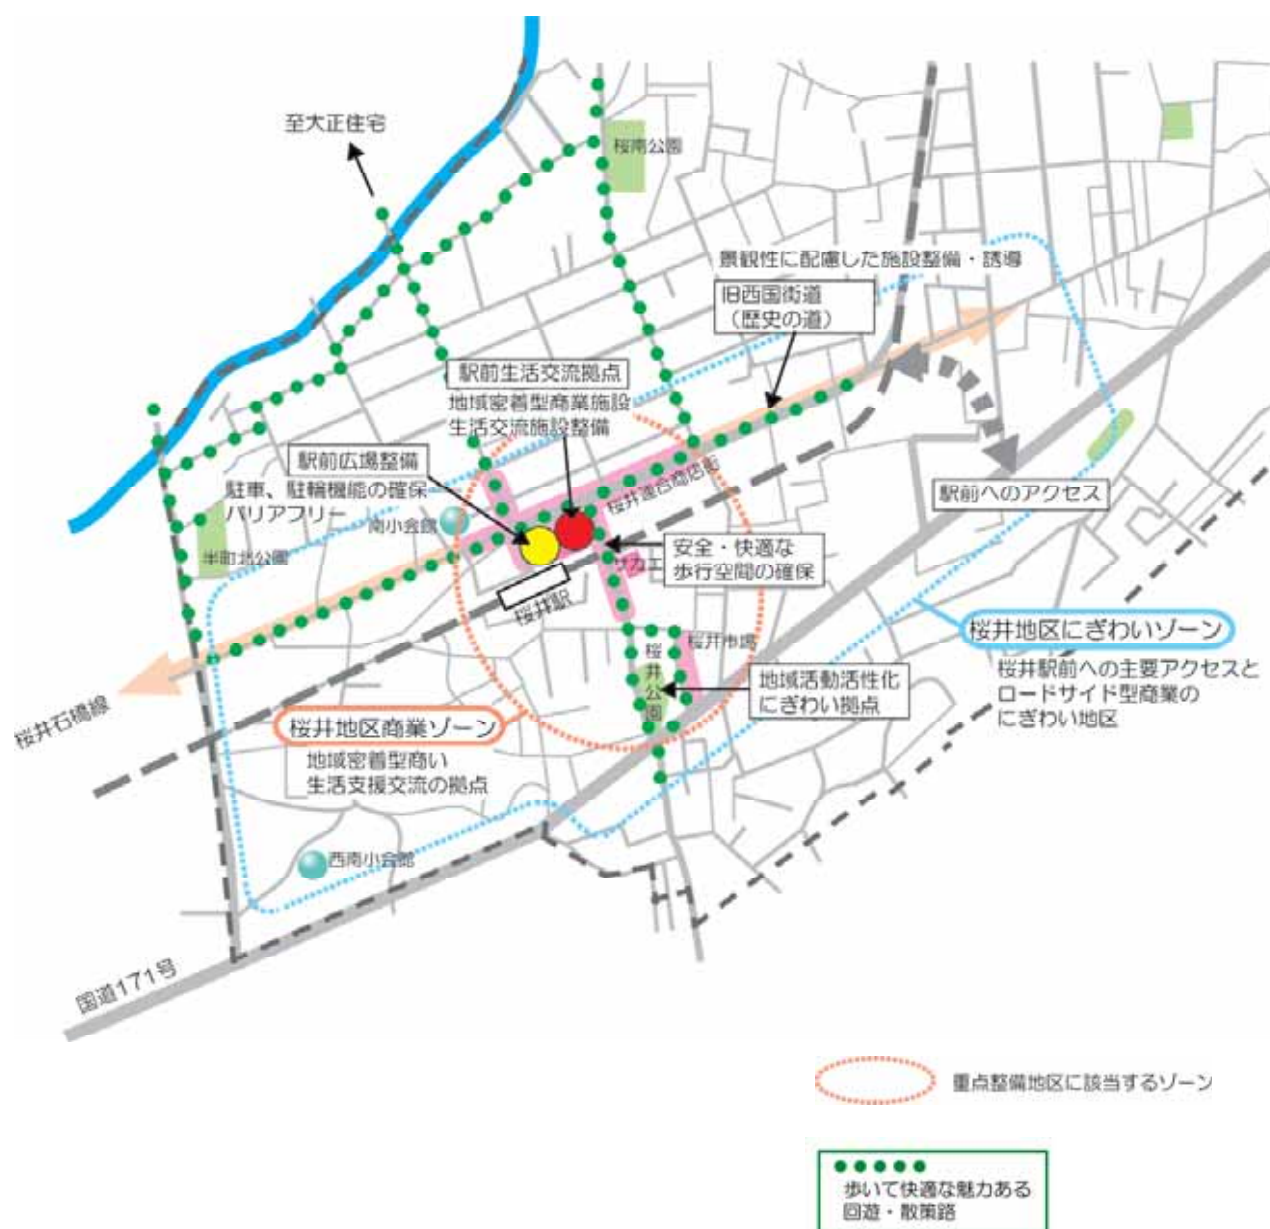 至大正住宅
桜南公園
景観性に配慮した施設整備・誘導
旧西国街道
（歴史の道）
駅前生活交流拠点
地域密着型商業施設
生活交流施設整備
駅前広場整備
駐車、駐輪機能の確保
バリアフリー
南小会館
桜井連合商店街
駅前へのアクセス
半町北公園
安全・快適な
歩行空間の確保
サカエ
桜井駅
桜井地区にぎわいゾーン
桜井市場
桜井公園
桜井駅前への主要アクセスと
ロードサイド型商業の
にぎわい地区
地域活動活性化
にぎわい拠点
桜井石橋線
桜井地区商業ゾーン
地域密着型商い
生活支援交流の拠点
西南小会館
国道171号
重点整備地区に該当するゾーン
歩いて快適な魅力ある
回遊・散策路